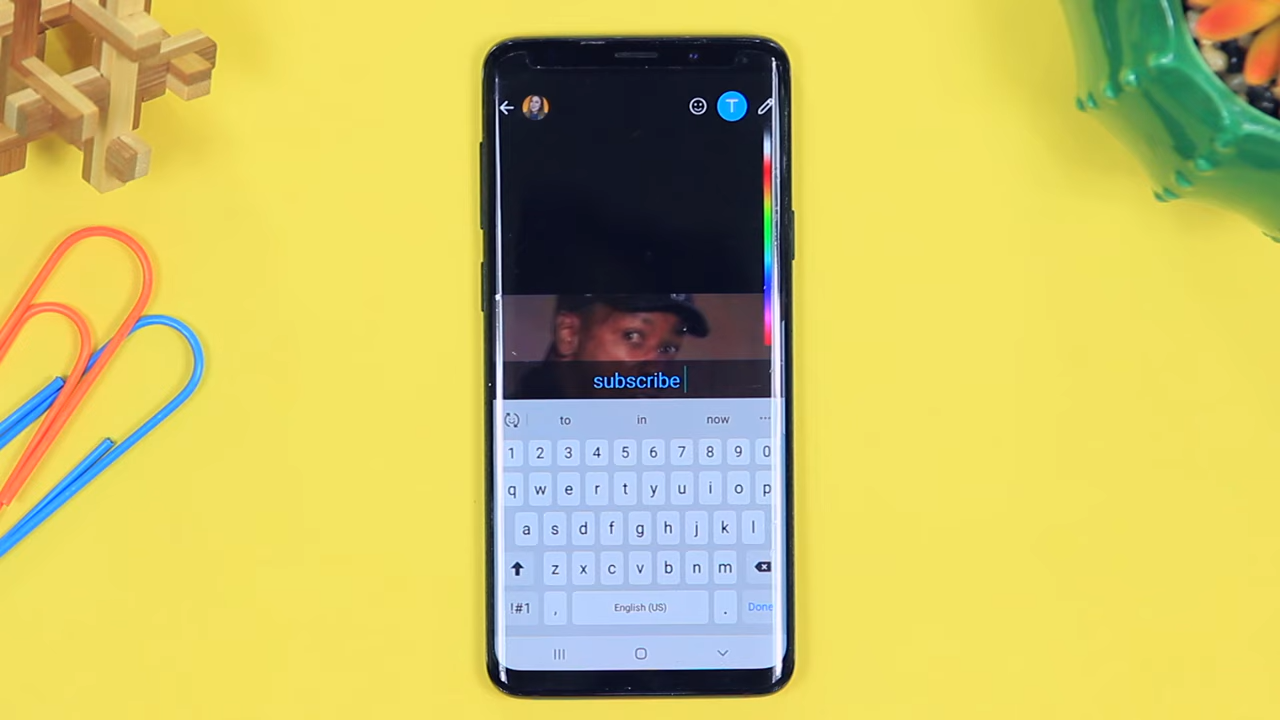 T
subscribe
to in now ...
1 2 3 4 5 6 7 8 9 0
q w e r t y u i o p
a s d f g h j k l
z x c v b n m
!#1 , English (US) . Done